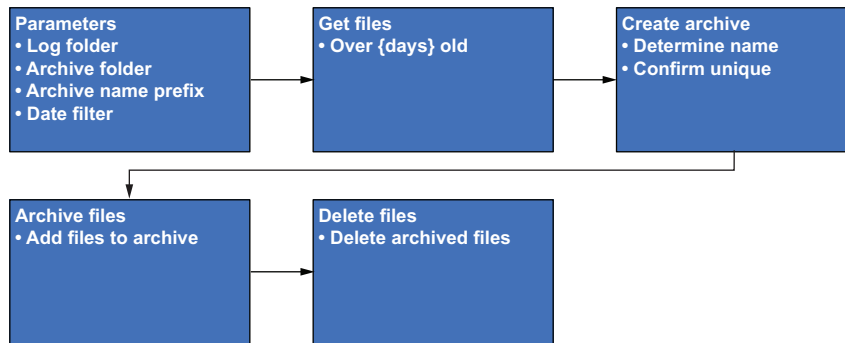 Parameters
• Log folder
• Archive folder
• Archive name prefix
• Date filter
Get files
• Over {days} old
Create archive
• Determine name
• Confirm unique
Archive files
• Add files to archive
Delete files
• Delete archived files